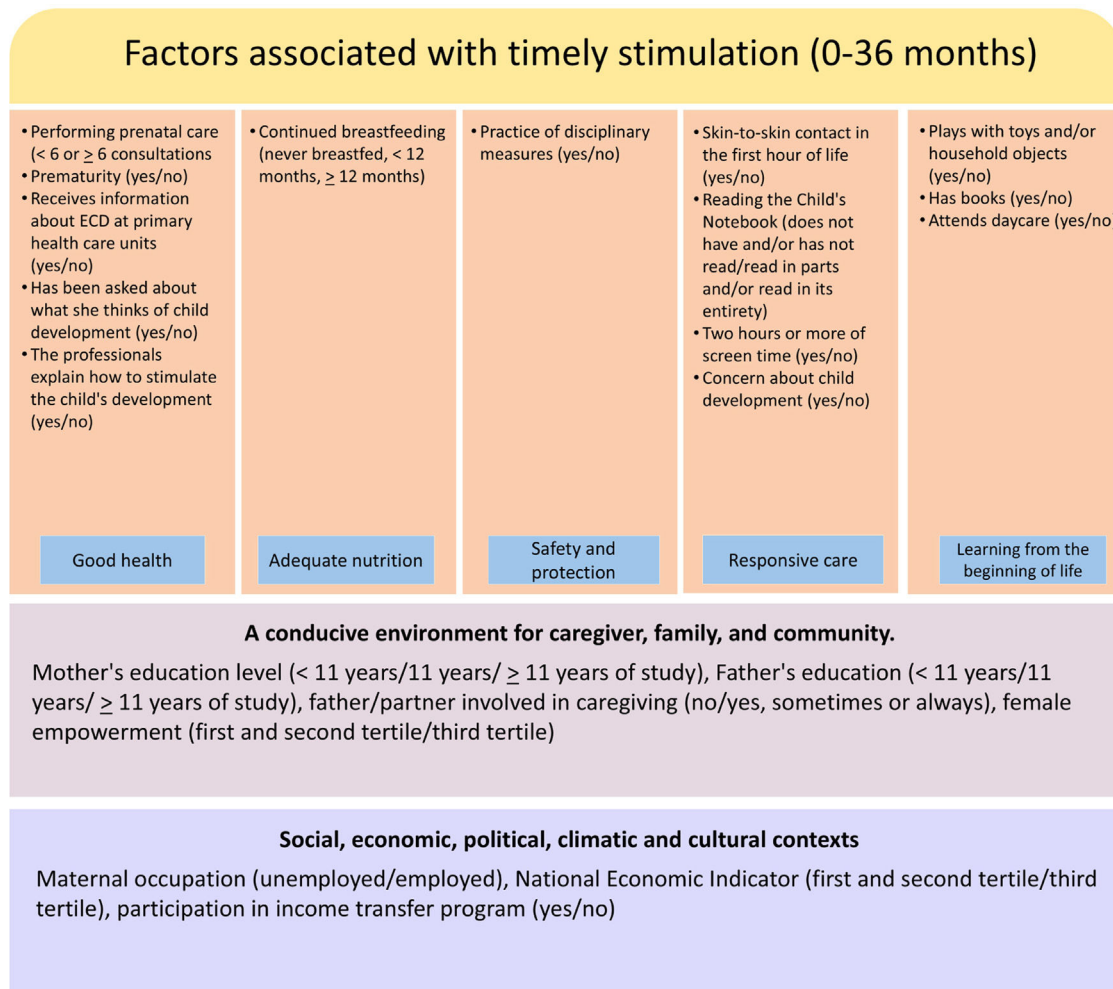 Factors associated with timely stimulation (0-36 months)
• Performing prenatal care
(< 6 or ≥ 6 consultations
• Prematurity (yes/no)
• Receives information
about ECD at primary
health care units
(yes/no)
• Has been asked about
what she thinks of child
development (yes/no)
• The professionals
explain how to stimulate
the child's development
(yes/no)
Good health
• Continued breastfeeding
(never breastfed, < 12
months, ≥ 12 months)
Adequate nutrition
• Practice of disciplinary
measures (yes/no)
Safety and
protection
• Skin-to-skin contact in
the first hour of life
(yes/no)
• Reading the Child's
Notebook (does not
have and/or has not
read/read in parts
and/or read in its
entirety)
• Two hours or more of
screen time (yes/no)
• Concern about child
development (yes/no)
Responsive care
• Plays with toys and/or
household objects
(yes/no)
• Has books (yes/no)
• Attends daycare (yes/no)
Learning from the
beginning of life
A conducive environment for caregiver, family, and community.
Mother's education level (< 11 years/11 years/ ≥ 11 years of study), Father's education (< 11 years/11
years/ ≥ 11 years of study), father/partner involved in caregiving (no/yes, sometimes or always), female
empowerment (first and second tertile/third tertile)
Social, economic, political, climatic and cultural contexts
Maternal occupation (unemployed/employed), National Economic Indicator (first and second tertile/third
tertile), participation in income transfer program (yes/no)